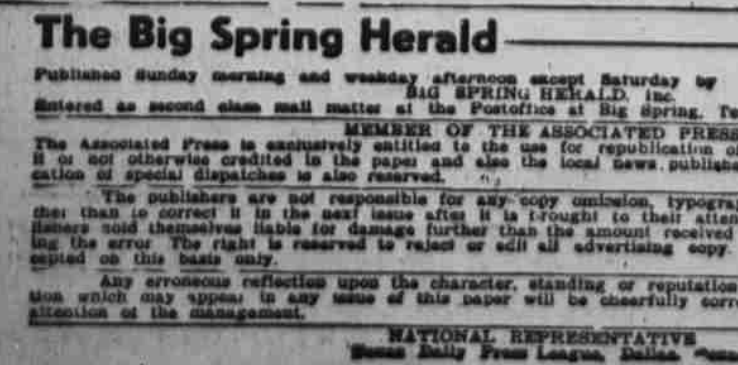 The Big Spring Herald
Published Sunday morning and weekday afternoon except Saturday by
BIG SPRING HERALD, Inc.
Entered as second class mail matter at the Postoffice at Big Spring, Te
MEMBER OF THE ASSOCIATED PRESS
The Associated Press is exclusively entitled to the use for republication of
it or not otherwise credited in the paper and also the local news publishe
cation of special dispatches is also reserved.
The publishers are not responsible for any copy omission, typograp
ther than to correct it in the next issue after it is brought to their atten
lishers hold themselves liable for damage further than the amount received
ing the error. The right is reserved to reject or edit all advertising copy.
cepted on this basis only.
Any erroneous reflection upon the character, standing or reputation
tion which may appear in any issue of this paper will be cheerfully corre
attention of the management.
NATIONAL REPRESENTATIVE
Texas Daily Press League, Dallas,